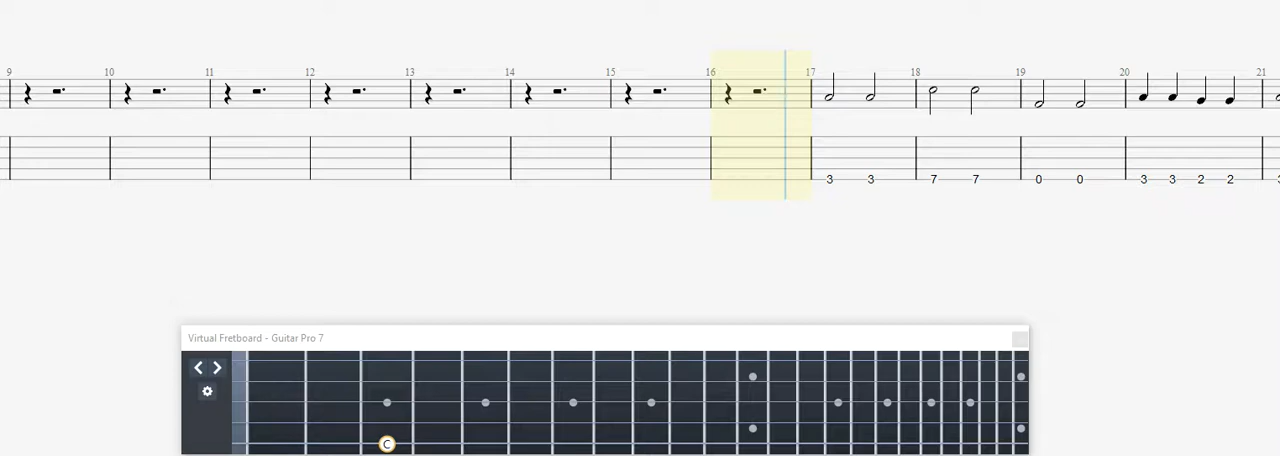 9 10 11 12 13 14 15 16 17 18 19 20 21
3 3 7 7 0 0 3 3 2 2
Virtual Fretboard - Guitar Pro 7
C